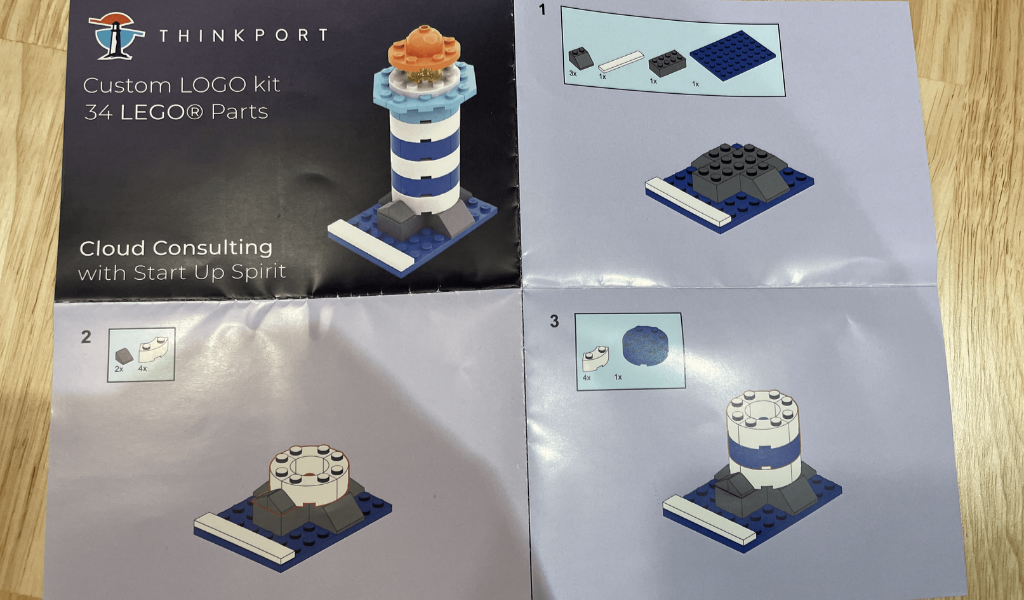 THINKPORT
Custom LOGO kit
34 LEGO® Parts
Cloud Consulting
with Start Up Spirit
1
3x
1x
1x
1x
2
2x
4x
3
4x
1x